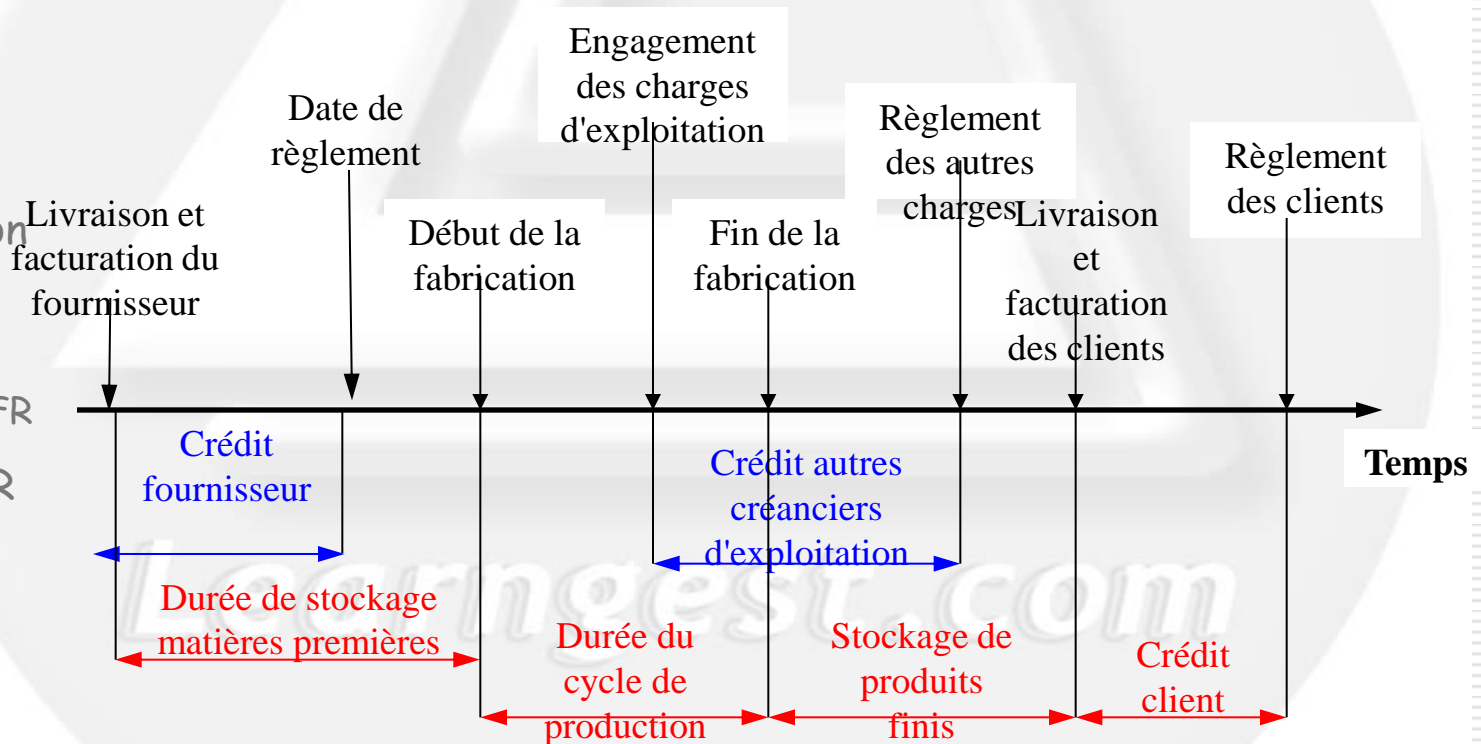 Engagement
des charges
d'exploitation
Date de
règlement
Règlement
des autres
charges
Règlement
des clients
Livraison et
facturation du
fournisseur
Début de la
fabrication
Fin de la
fabrication
Livraison
et
facturation
des clients
on
FR
R
Crédit
fournisseur
Crédit autres
créanciers
d'exploitation
Temps
Learngest.com
Durée de stockage
matières premières
Durée du
cycle de
production
Stockage de
produits
finis
Crédit
client